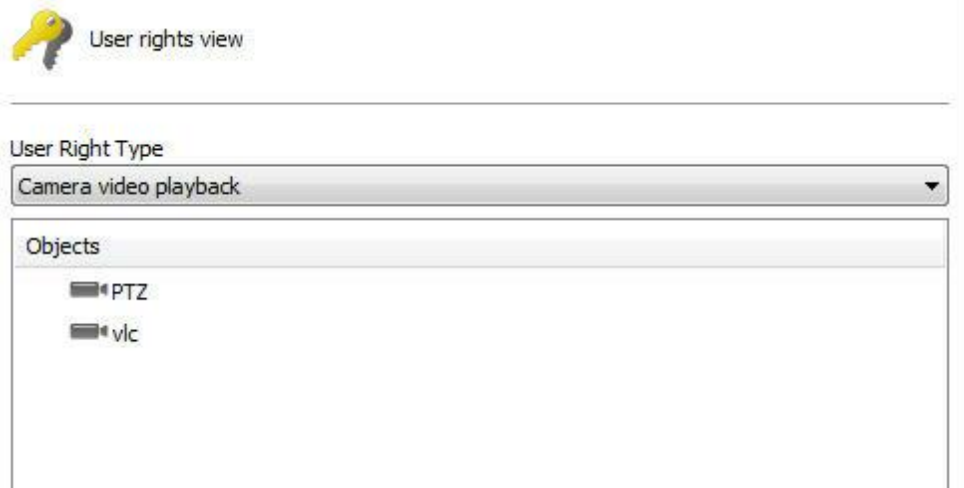 User rights view
User Right Type
Camera video playback
Objects
PTZ
vlc